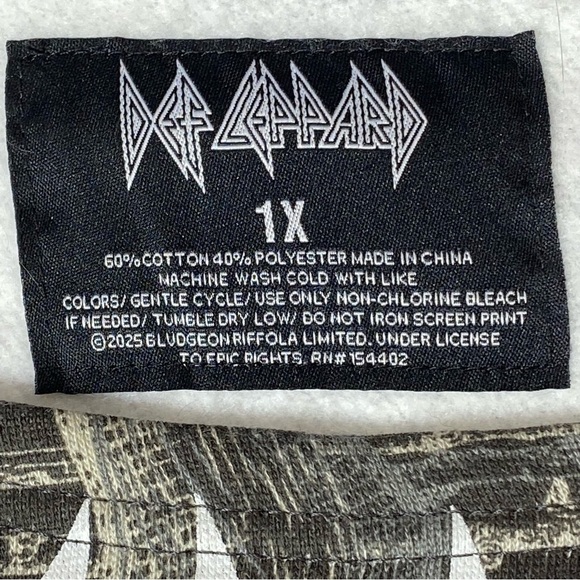 DEF LEPPARD
1X
60% COTTON 40% POLYESTER MADE IN CHINA
MACHINE WASH COLD WITH LIKE
COLORS/ GENTLE CYCLE/ USE ONLY NON-CHLORINE BLEACH
IF NEEDED/ TUMBLE DRY LOW/ DO NOT IRON SCREEN PRINT
©2025 BLUDGEON RIFFOLA LIMITED. UNDER LICENSE
TO EPIC RIGHTS. RN# 154402